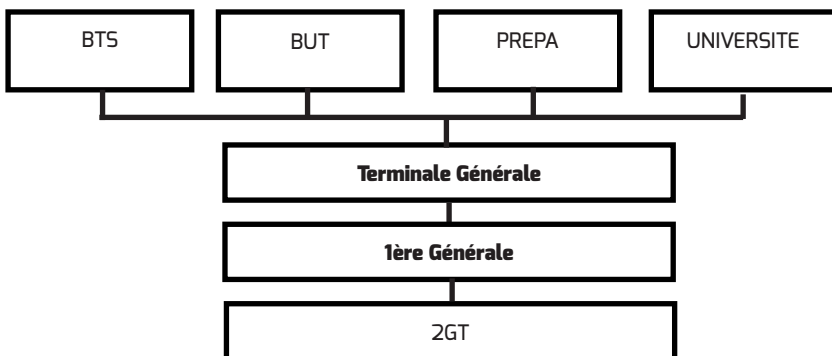 BTS
BUT
PREPA
UNIVERSITE
Terminale Générale
1ère Générale
2GT